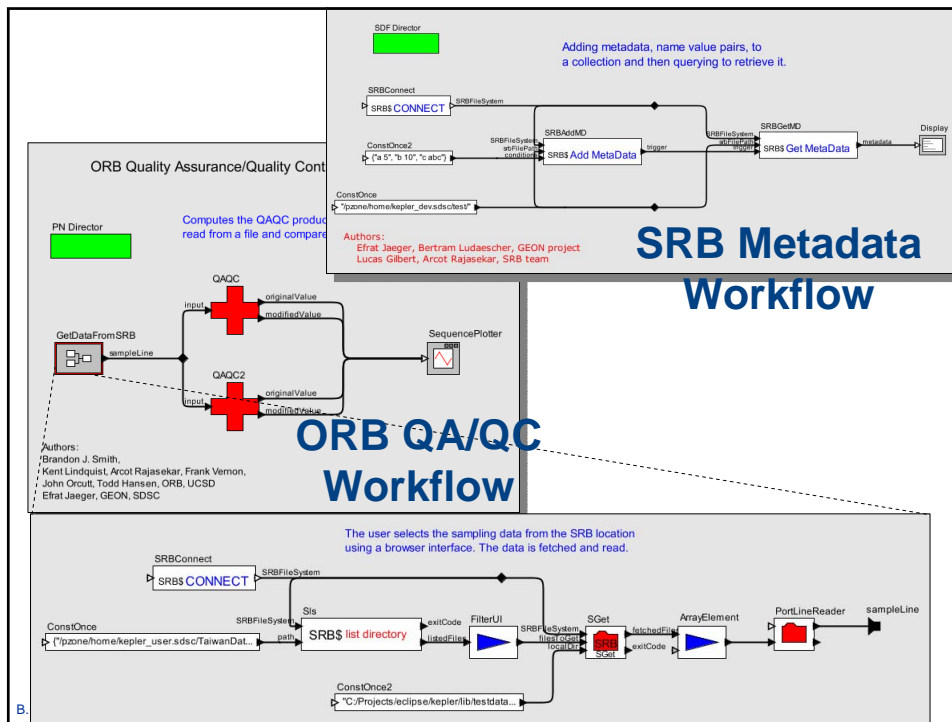 SDF Director
Adding metadata, name value pairs, to
a collection and then querying to retrieve it.
SRBConnect
SRB$ CONNECT
SRBFileSystem
SRBAddMD
SRBFileSystem
srbFilePath
conditions
SRB$ Add MetaData
trigger
SRBGetMD
SRBFileSystem
srbFilePath
trigger
SRB$ Get MetaData
metadata
Display
ConstOnce2
{"a 5", "b 10", "c abc"}
ConstOnce
"/pzone/home/kepler_dev.sdsc/test/"
Authors:
Efrat Jaeger, Bertram Ludaescher, GEON project
Lucas Gilbert, Arcot Rajasekar, SRB team
SRB Metadata
Workflow
ORB Quality Assurance/Quality Cont
PN Director
Computes the QAQC produc
read from a file and compare
QAQC
input
originalValue
modifiedValue
GetDataFromSRB
sampleLine
SequencePlotter
QAQC2
input
originalValue
modifiedValue
Authors:
Brandon J. Smith,
Kent Lindquist, Arcot Rajasekar, Frank Vernon,
John Orcutt, Todd Hansen, ORB, UCSD
Efrat Jaeger, GEON, SDSC
ORB QA/QC
Workflow
The user selects the sampling data from the SRB location
using a browser interface. The data is fetched and read.
SRBConnect
SRB$ CONNECT
SRBFileSystem
ConstOnce
{"/pzone/home/kepler_user.sdsc/TaiwanDat...
Sls
SRBFileSystem
path
SRB$ list directory
exitCode
listedFiles
FilterUI
SGet
SRBFileSystem
filesToGet
localDir
SRB
SGet
fetchedFiles
exitCode
ArrayElement
PortLineReader
sampleLine
ConstOnce2
"C:/Projects/eclipse/kepler/lib/testdata...
B.